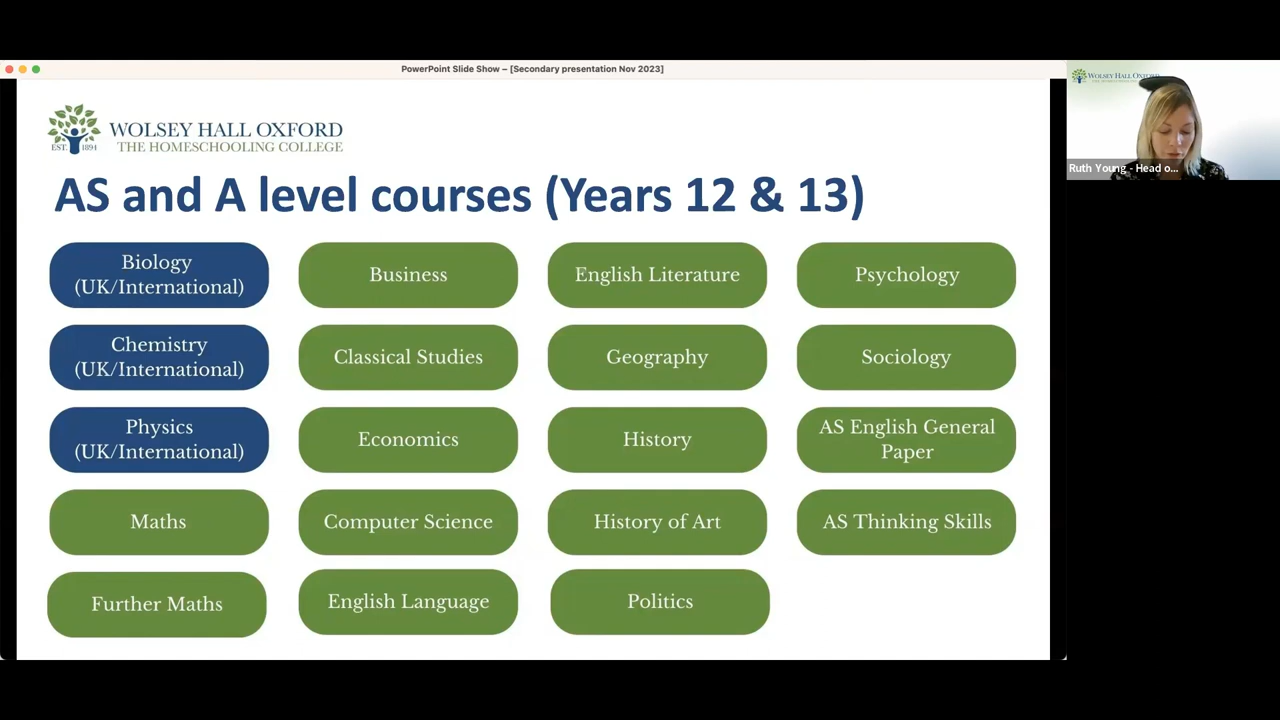 PowerPoint Slide Show – [Secondary presentation Nov 2023]
WOLSEY HALL OXFORD
EST. 1894 THE HOMESCHOOLING COLLEGE
AS and A level courses (Years 12 & 13)
Biology
(UK/International)
Business
English Literature
Psychology
Chemistry
(UK/International)
Classical Studies
Geography
Sociology
Physics
(UK/International)
Economics
History
AS English General
Paper
Maths
Computer Science
History of Art
AS Thinking Skills
Further Maths
English Language
Politics
WOLSEY HALL OXFORD
Ruth Young - Head o...